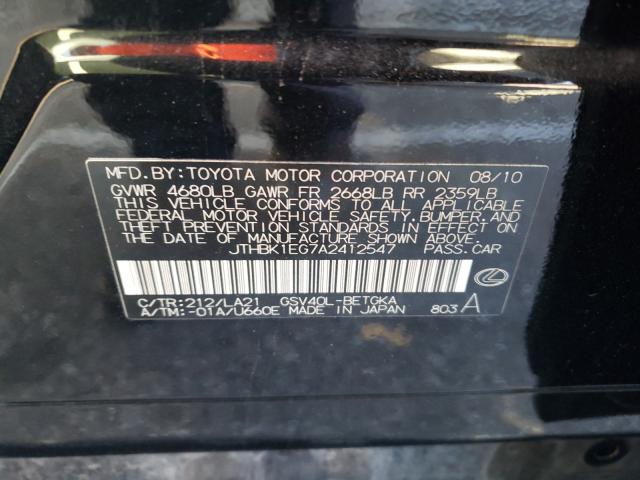 MFD. BY: TOYOTA MOTOR CORPORATION 08/10
GVWR 4680LB GAWR FR 2668LB RR 2359LB
THIS VEHICLE CONFORMS TO ALL APPLICABLE
FEDERAL MOTOR VEHICLE SAFETY, BUMPER, AND
THEFT PREVENTION STANDARDS IN EFFECT ON
THE DATE OF MANUFACTURE SHOWN ABOVE.
JTHBK1EG7A2412547 PASS. CAR
C/TR: 212/LA21 GSV40L-BETGKA
A/TM: -01A/U660E MADE IN JAPAN 803 A